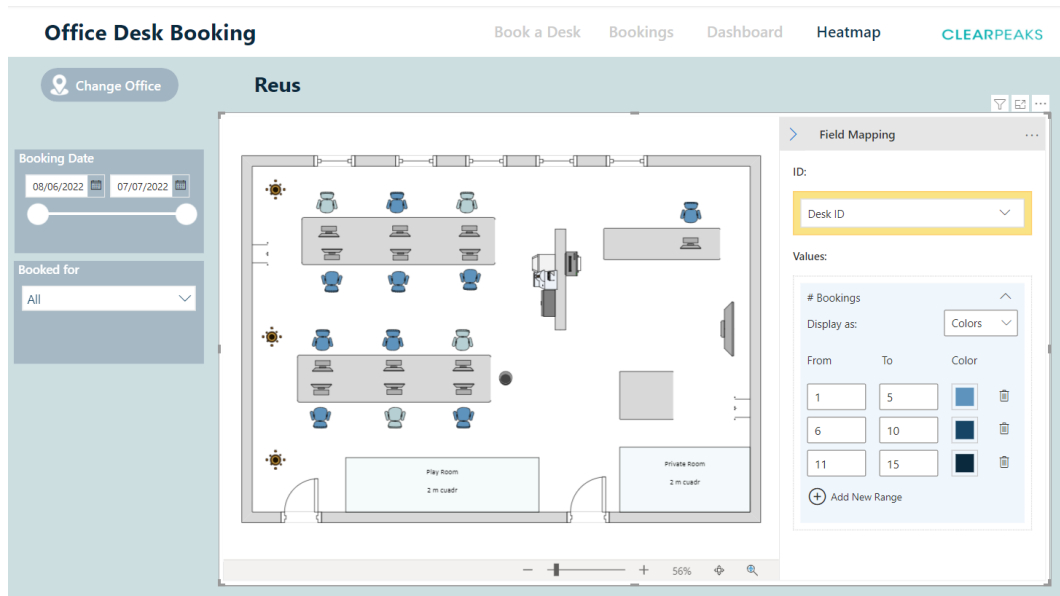 Office Desk Booking
Book a Desk Bookings Dashboard Heatmap CLEARPEAKS
Change Office
Reus
Booking Date
08/06/2022 07/07/2022
Booked for
All
Play Room
2 m cuadr
Private Room
2 m cuadr
56%
Field Mapping
ID:
Desk ID
Values:
# Bookings
Display as: Colors
From To Color
1 5
6 10
11 15
Add New Range